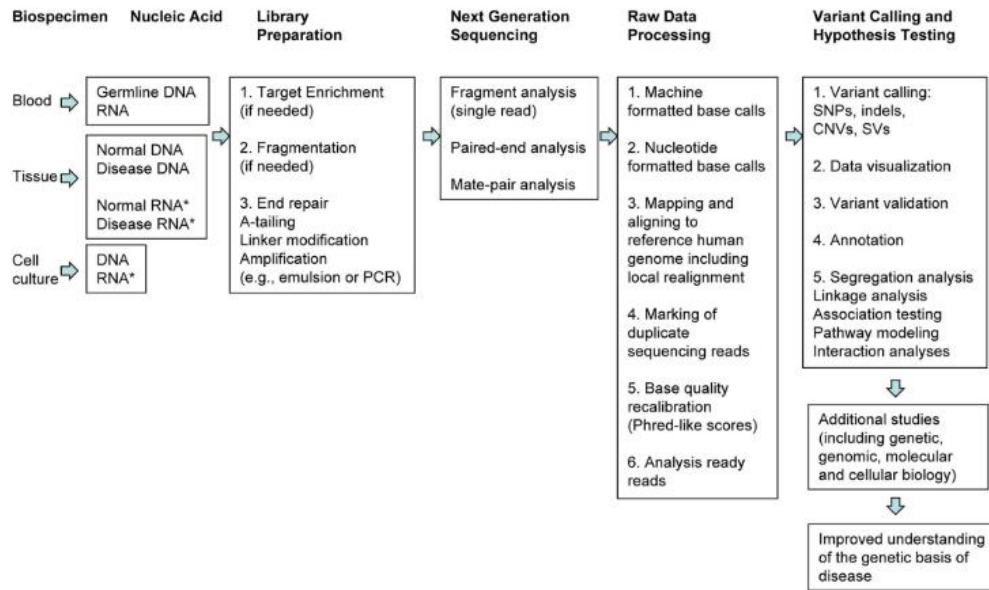 Biospecimen
Nucleic Acid
Library
Preparation
Next Generation
Sequencing
Raw Data
Processing
Variant Calling and
Hypothesis Testing
Blood
Germline DNA
RNA
Tissue
Normal DNA
Disease DNA
Normal RNA*
Disease RNA*
Cell
culture
DNA
RNA*
1. Target Enrichment
(if needed)
2. Fragmentation
(if needed)
3. End repair
A-tailing
Linker modification
Amplification
(e.g., emulsion or PCR)
Fragment analysis
(single read)
Paired-end analysis
Mate-pair analysis
1. Machine
formatted base calls
2. Nucleotide
formatted base calls
3. Mapping and
aligning to
reference human
genome including
local realignment
4. Marking of
duplicate
sequencing reads
5. Base quality
recalibration
(Phred-like scores)
6. Analysis ready
reads
1. Variant calling:
SNPs, indels,
CNVs, SVs
2. Data visualization
3. Variant validation
4. Annotation
5. Segregation analysis
Linkage analysis
Association testing
Pathway modeling
Interaction analyses
Additional studies
(including genetic,
genomic, molecular
and cellular biology)
Improved understanding
of the genetic basis of
disease